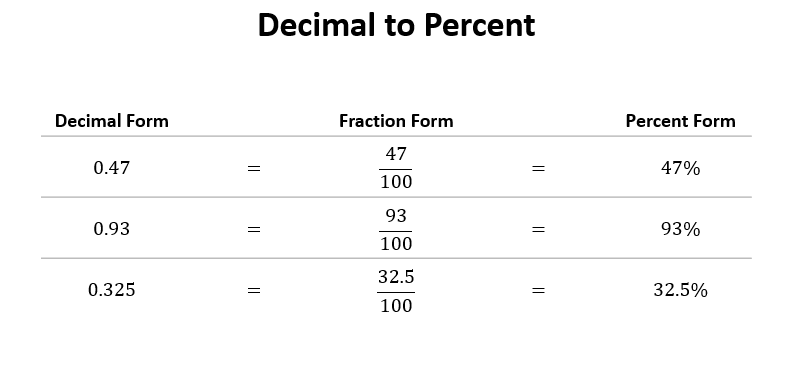 Decimal to Percent
Decimal Form Fraction Form Percent Form
0.47 = 47/100 = 47%
0.93 = 93/100 = 93%
0.325 = 32.5/100 = 32.5%